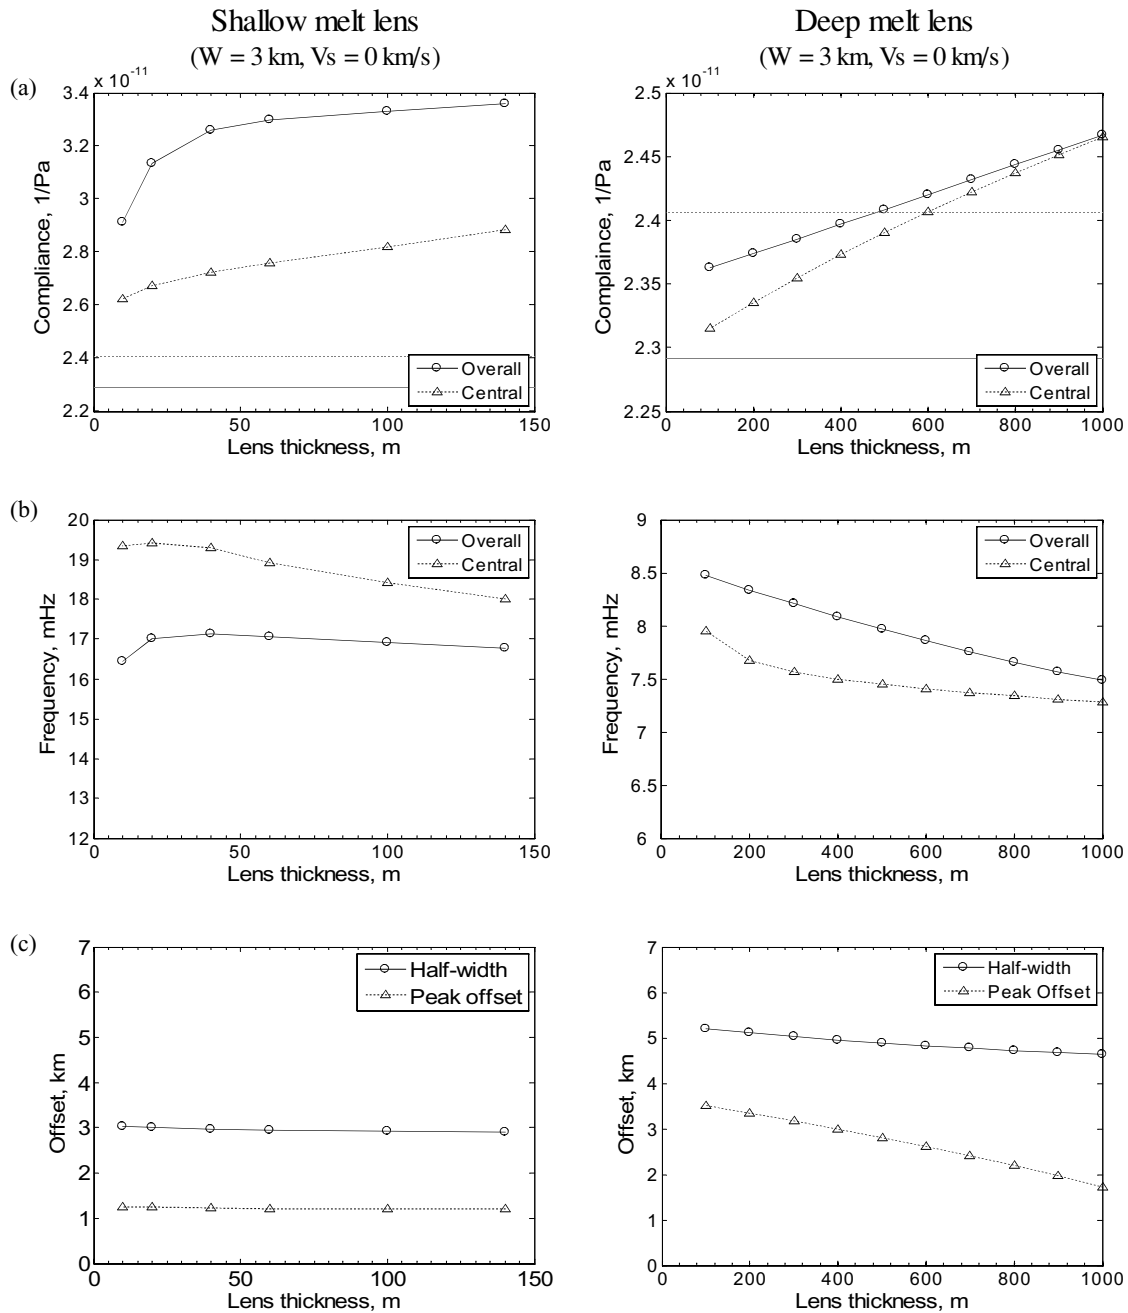 Shallow melt lens
(W = 3 km, Vs = 0 km/s)
Deep melt lens
(W = 3 km, Vs = 0 km/s)
(a)
x 10^-11
3.4
3.2
3
2.8
2.6
2.4
2.2
Compliance, 1/Pa
Overall
Central
0 50 100 150
Lens thickness, m
x 10^-11
2.5
2.45
2.4
2.35
2.3
2.25
Complaince, 1/Pa
Overall
Central
0 200 400 600 800 1000
Lens thickness, m
(b)
20
19
18
17
16
15
14
13
12
Frequency, mHz
Overall
Central
0 50 100 150
Lens thickness, m
9
8.5
8
7.5
7
6.5
6
Frequency, mHz
Overall
Central
0 200 400 600 800 1000
Lens thickness, m
(c)
7
6
5
4
3
2
1
0
Offset, km
Half-width
Peak offset
0 50 100 150
Lens thickness, m
7
6
5
4
3
2
1
0
Offset, km
Half-width
Peak Offset
0 200 400 600 800 1000
Lens thickness, m